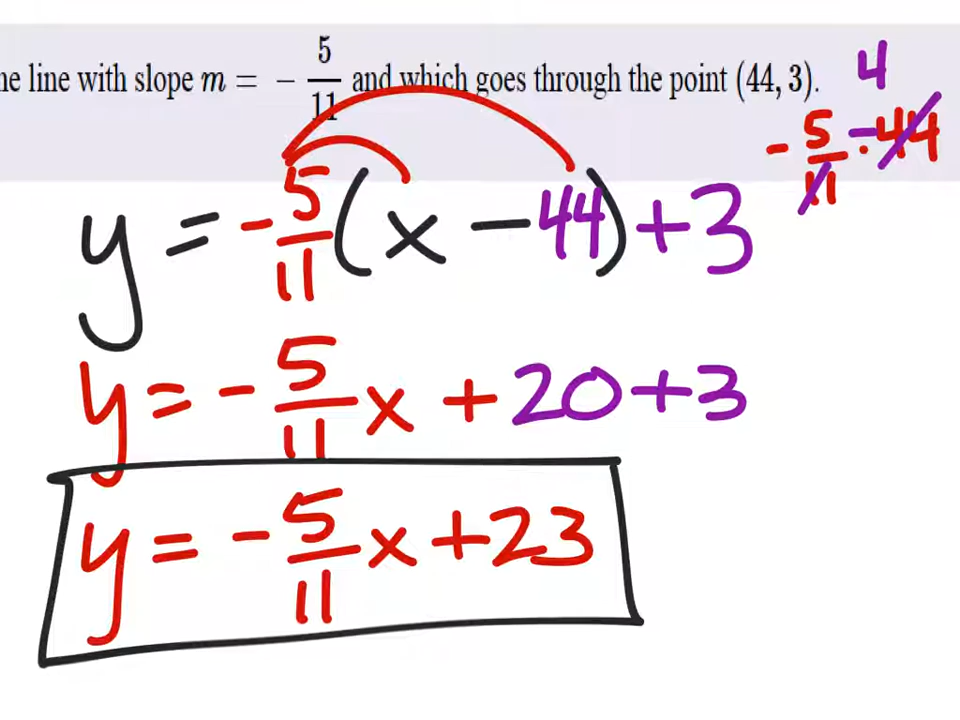 ne line with slope m = − 5/11 and which goes through the point (44, 3).
4
- 5/11 · -44
y = -5/11(x - 44) + 3
y = -5/11x + 20 + 3
y = -5/11x + 23